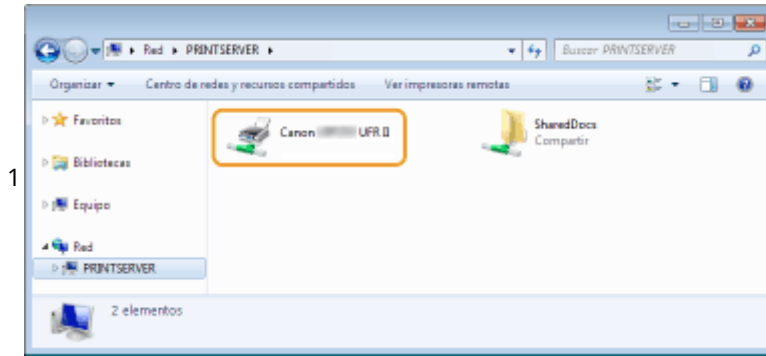 Red ▸ PRINTSERVER ▸
Buscar PRINTSERVER
Organizar Centro de redes y recursos compartidos Ver impresoras remotas
Favoritos
Canon UFR II
SharedDocs
Compartir
Bibliotecas
1
Equipo
Red
PRINTSERVER
2 elementos